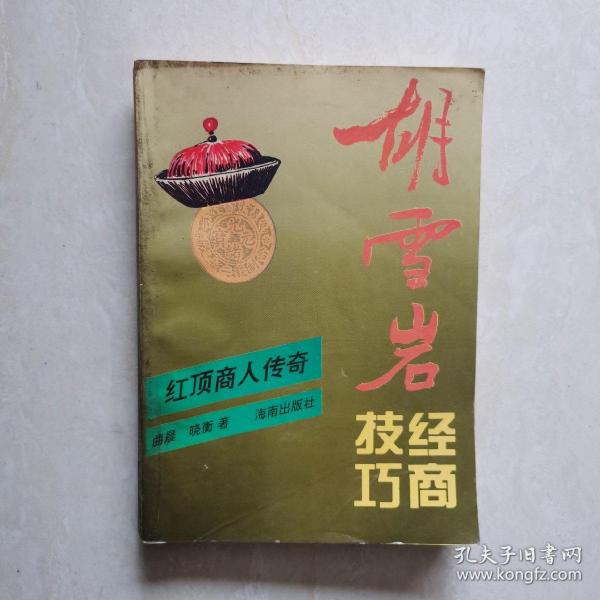 胡雪岩
经商
技巧
红顶商人传奇
曲晨 晓衡 著 海南出版社
孔夫子旧书网
www.kongfz.com